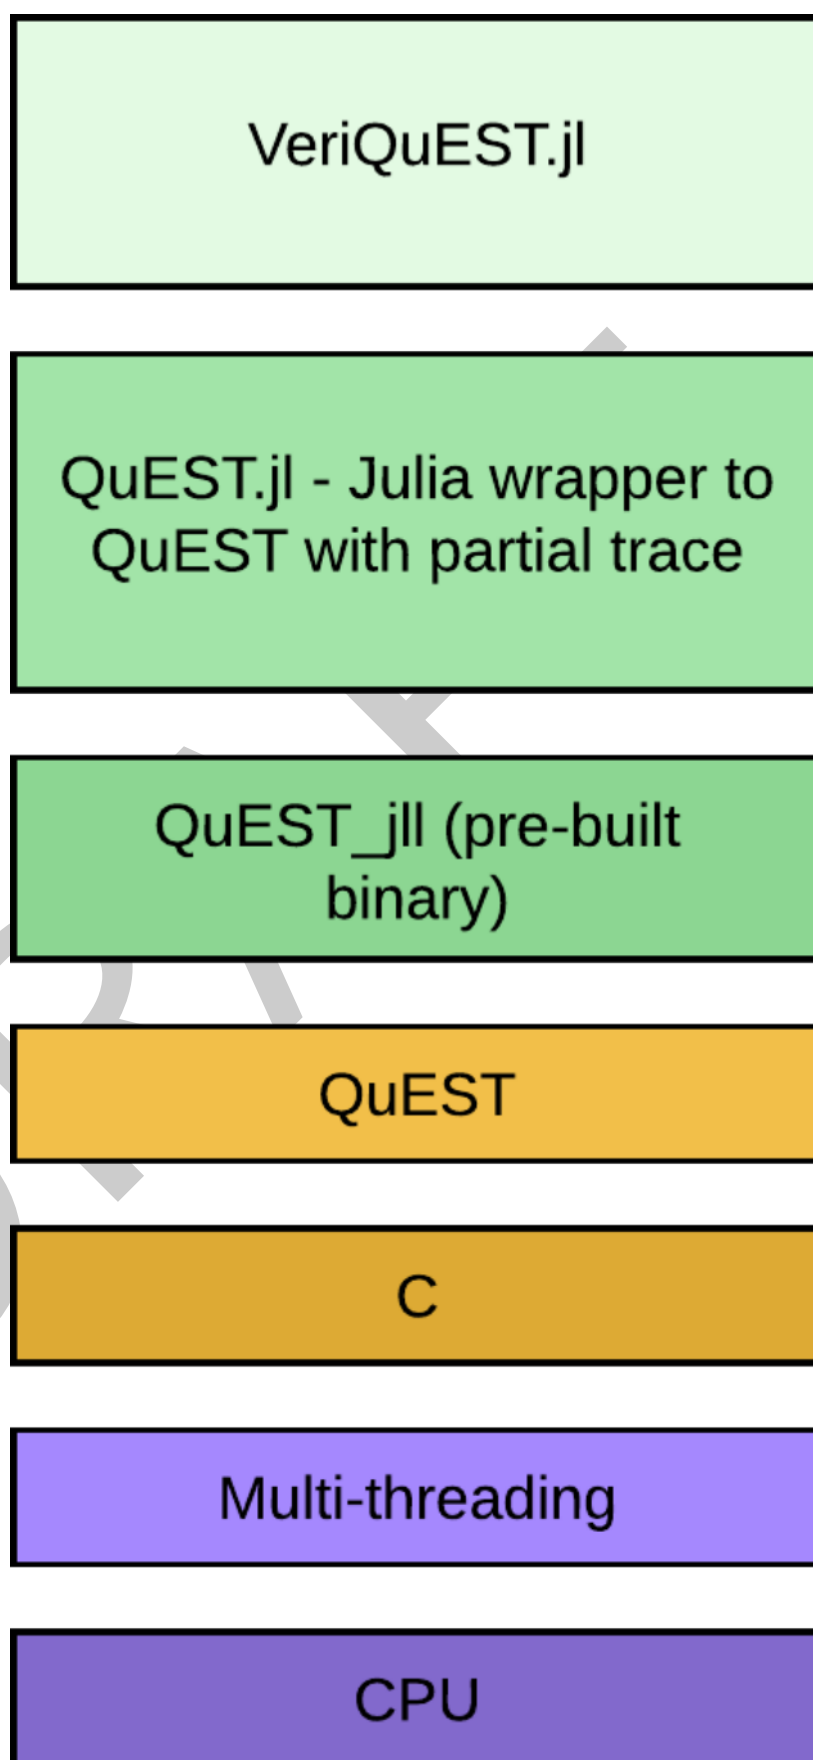 VeriQuEST.jl
QuEST.jl - Julia wrapper to
QuEST with partial trace
QuEST_jll (pre-built
binary)
QuEST
C
Multi-threading
CPU